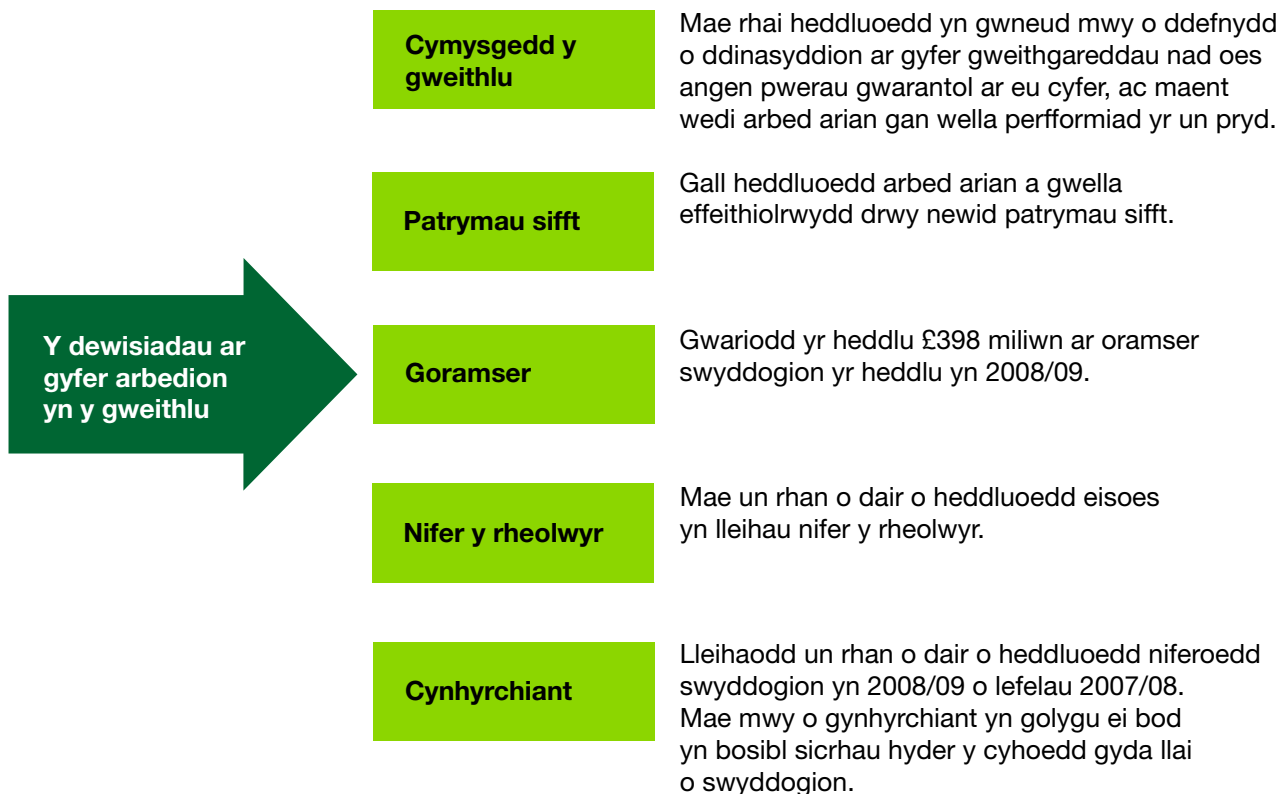 Cymysgedd y
gweithlu
Mae rhai heddluoedd yn gwneud mwy o ddefnydd
o ddinasyddion ar gyfer gweithgareddau nad oes
angen pwerau gwarantol ar eu cyfer, ac maent
wedi arbed arian gan wella perfformiad yr un pryd.
Patrymau sifft
Gall heddluoedd arbed arian a gwella
effeithiolrwydd drwy newid patrymau sifft.
Y dewisiadau ar
gyfer arbedion
yn y gweithlu
Goramser
Gwariodd yr heddlu £398 miliwn ar oramser
swyddogion yr heddlu yn 2008/09.
Nifer y rheolwyr
Mae un rhan o dair o heddluoedd eisoes
yn lleihau nifer y rheolwyr.
Cynhyrchiant
Lleihaodd un rhan o dair o heddluoedd niferoedd
swyddogion yn 2008/09 o lefelau 2007/08.
Mae mwy o gynhyrchiant yn golygu ei bod
yn bosibl sicrhau hyder y cyhoedd gyda llai
o swyddogion.